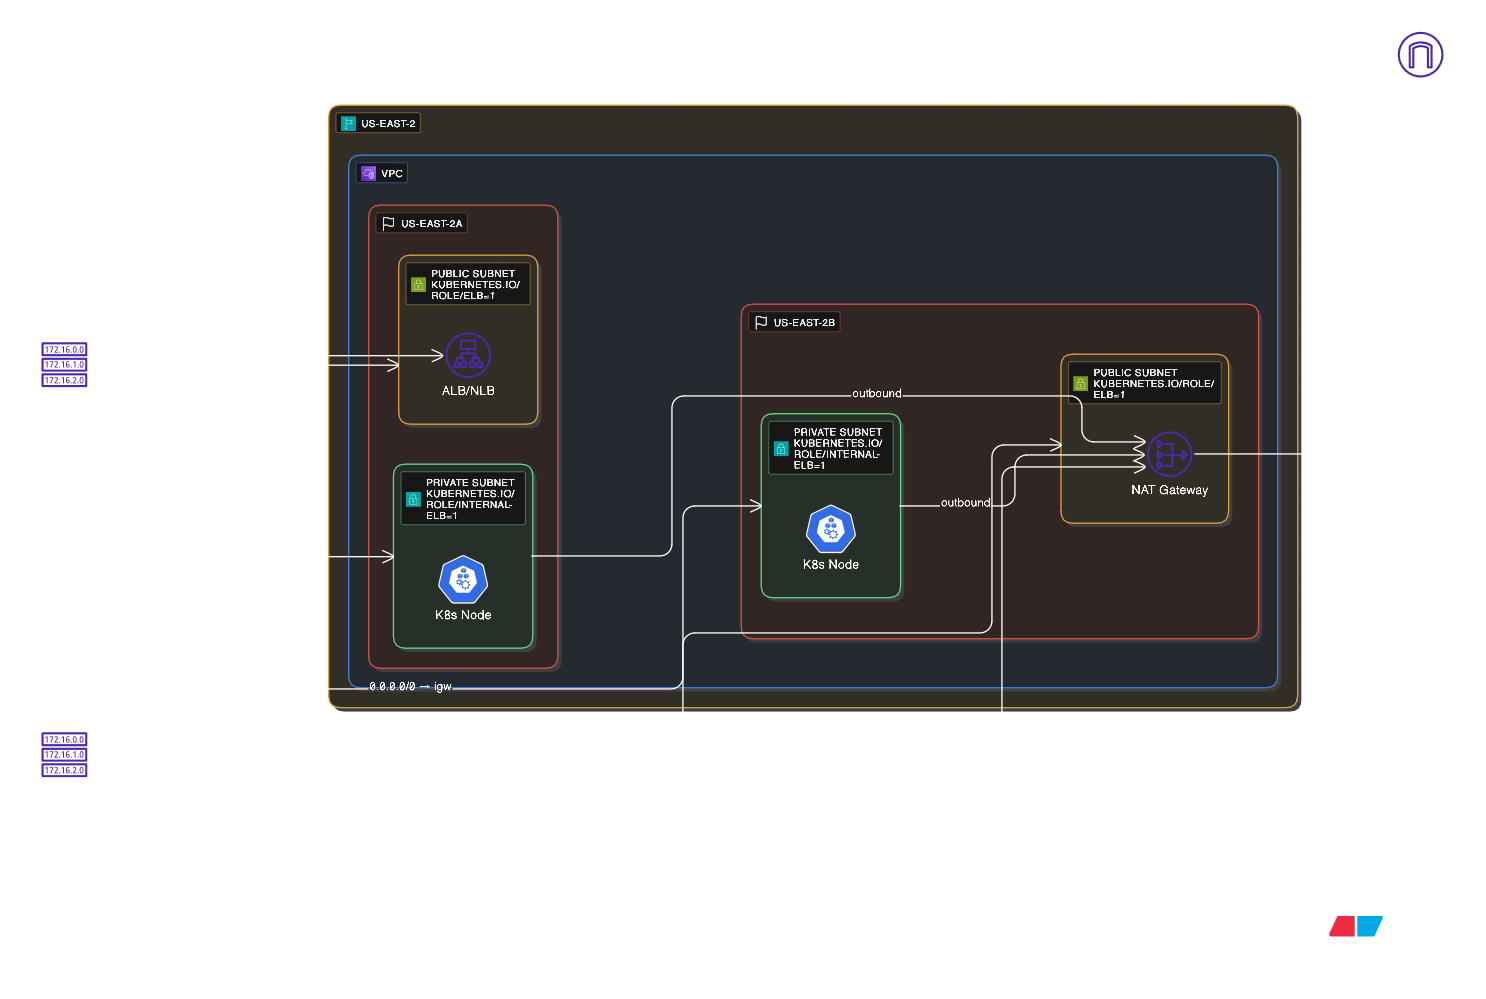 US-EAST-2
VPC
US-EAST-2A
PUBLIC SUBNET
KUBERNETES.IO/
ROLE/ELB=1
ALB/NLB
PRIVATE SUBNET
KUBERNETES.IO/
ROLE/INTERNAL-
ELB=1
K8s Node
US-EAST-2B
PRIVATE SUBNET
KUBERNETES.IO/
ROLE/INTERNAL-
ELB=1
K8s Node
PUBLIC SUBNET
KUBERNETES.IO/ROLE/
ELB=1
NAT Gateway
outbound
outbound
0.0.0.0/0 → igw
172.16.0.0
172.16.1.0
172.16.2.0
172.16.0.0
172.16.1.0
172.16.2.0